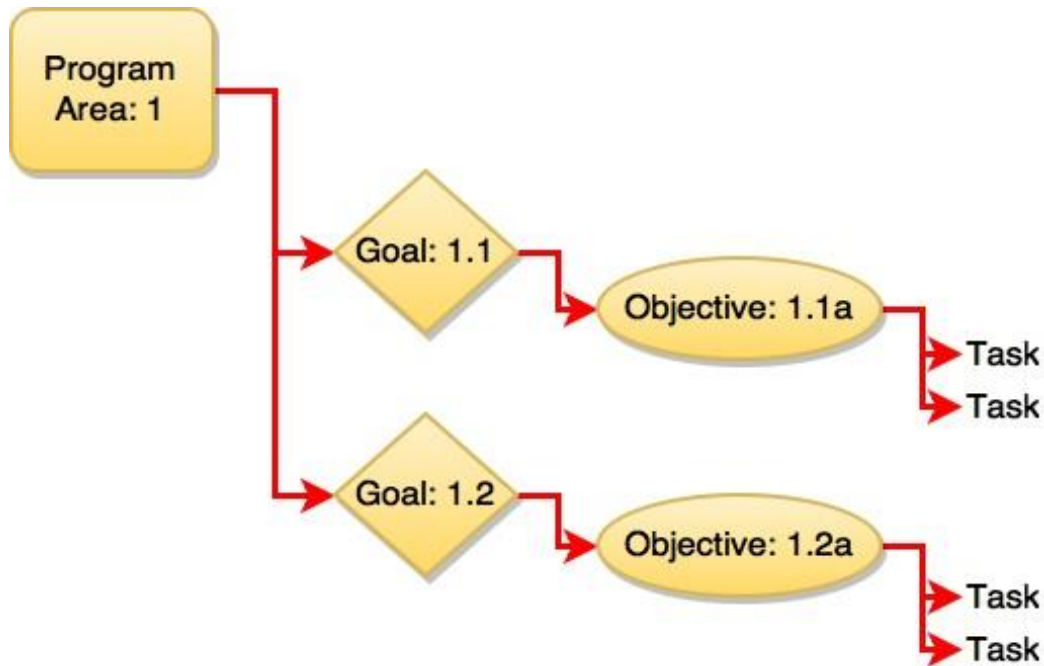 Program
Area: 1
Goal: 1.1
Objective: 1.1a
Task
Task
Goal: 1.2
Objective: 1.2a
Task
Task